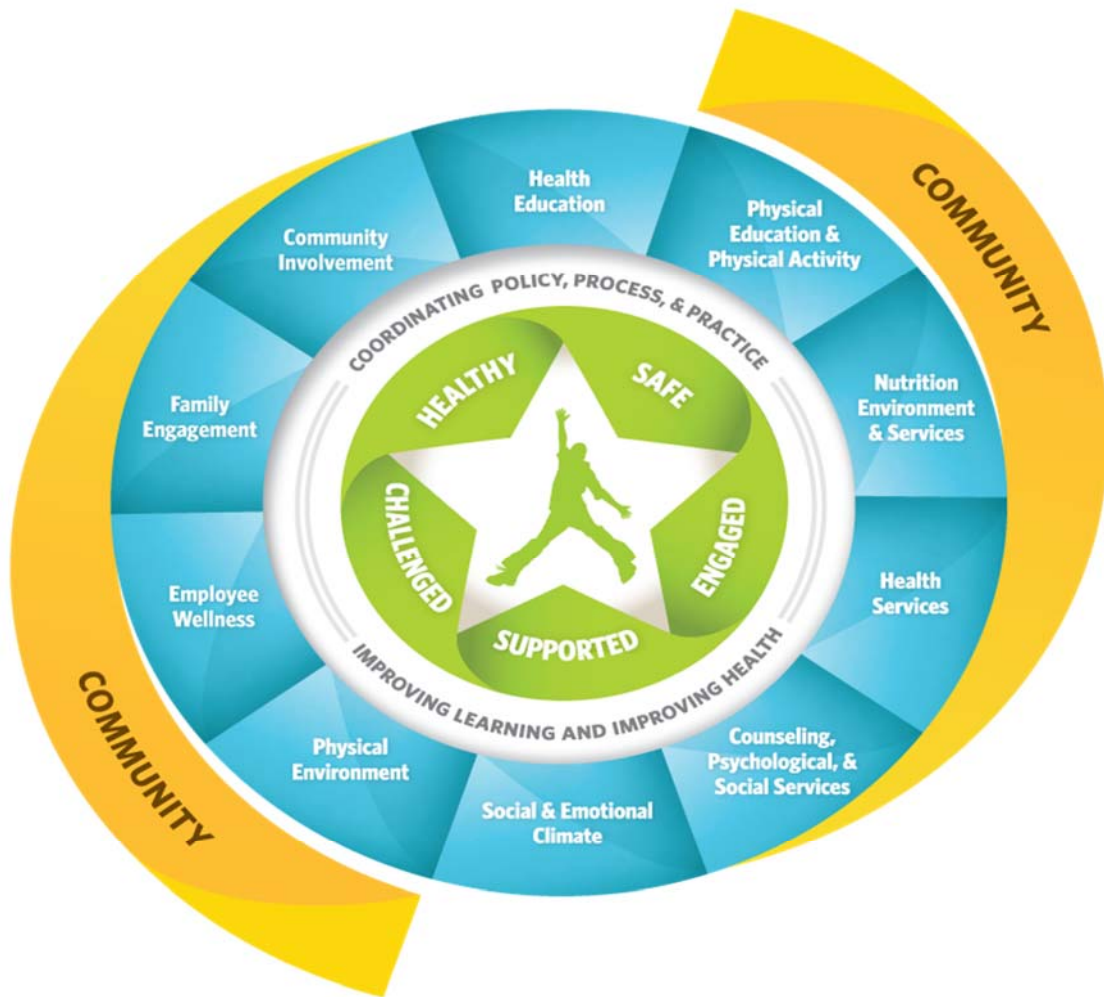 COMMUNITY
Health
Education
Physical
Education &
Physical Activity
Nutrition
Environment
& Services
Health
Services
Counseling,
Psychological, &
Social Services
Social & Emotional
Climate
Physical
Environment
Employee
Wellness
Family
Engagement
Community
Involvement
COORDINATING POLICY, PROCESS, & PRACTICE
IMPROVING LEARNING AND IMPROVING HEALTH
HEALTHY
SAFE
ENGAGED
SUPPORTED
CHALLENGED
COMMUNITY